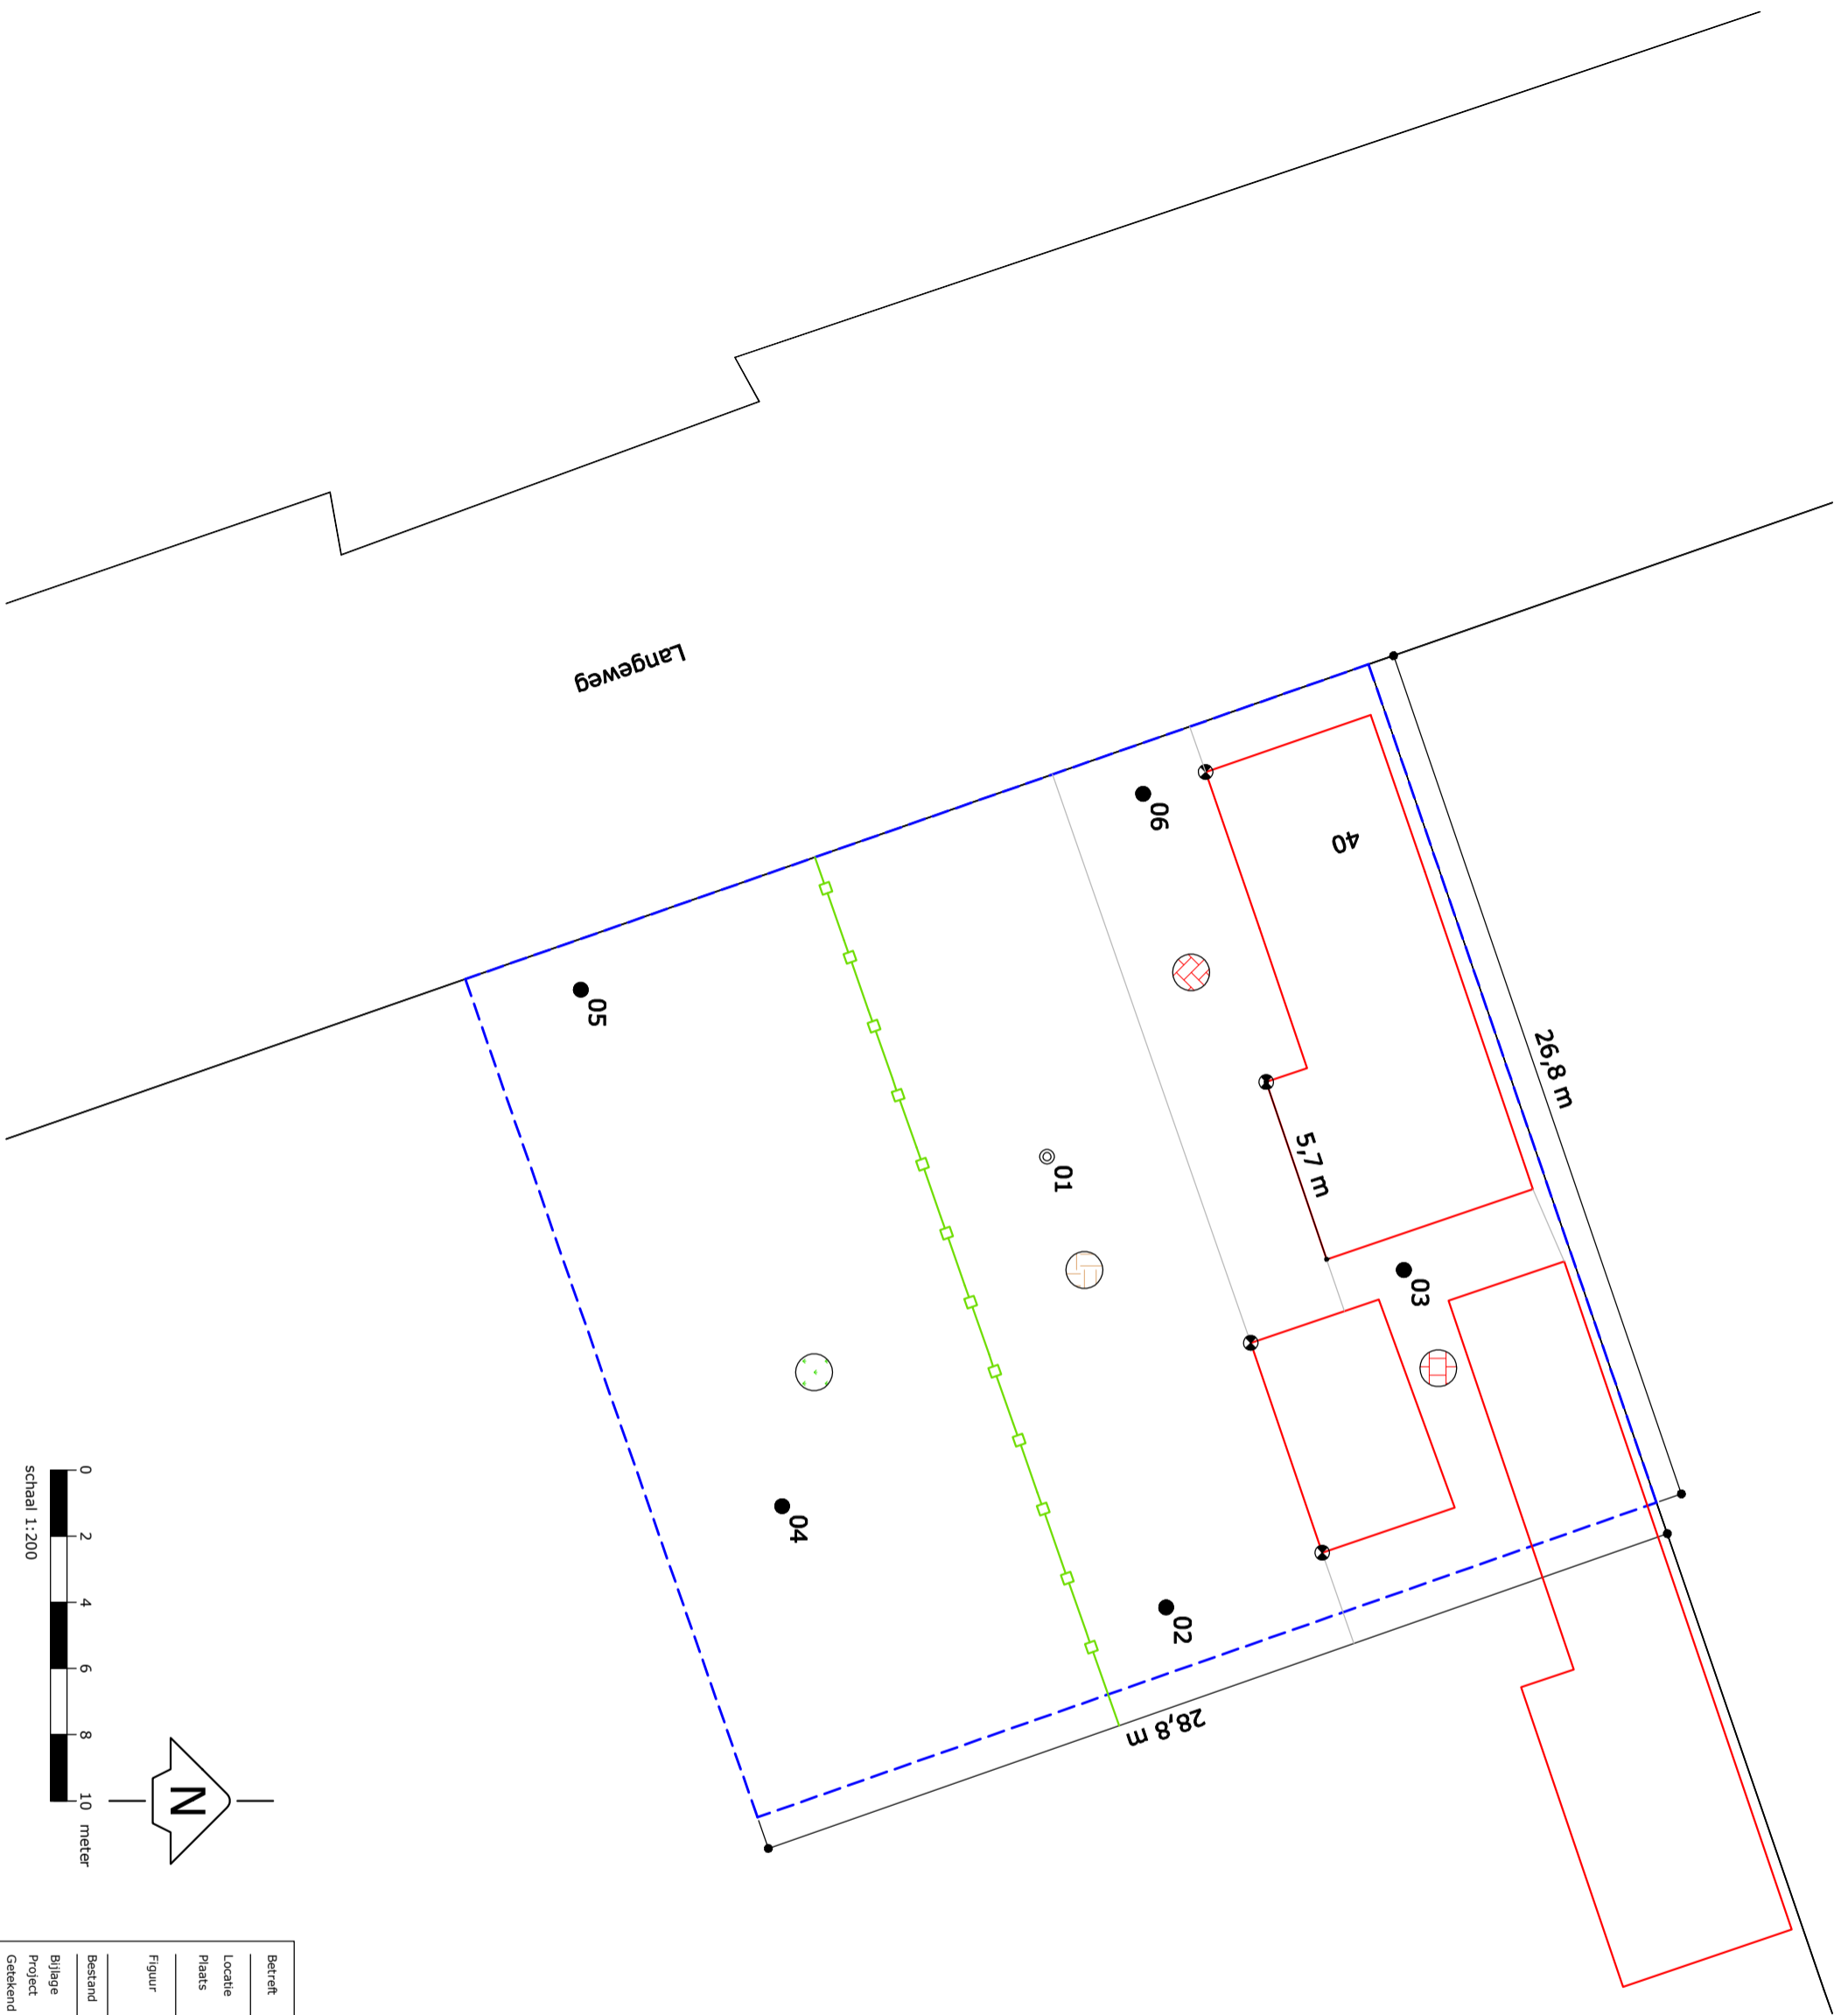 Langeweg
40
06
05
26,8 m
5,7 m
01
03
04
02
28,8 m
0 2 4 6 8 10 meter
schaal 1:200
N
Betreft
Locatie
Plaats
Figuur
Bestand
Bijlage
Project
Getekend